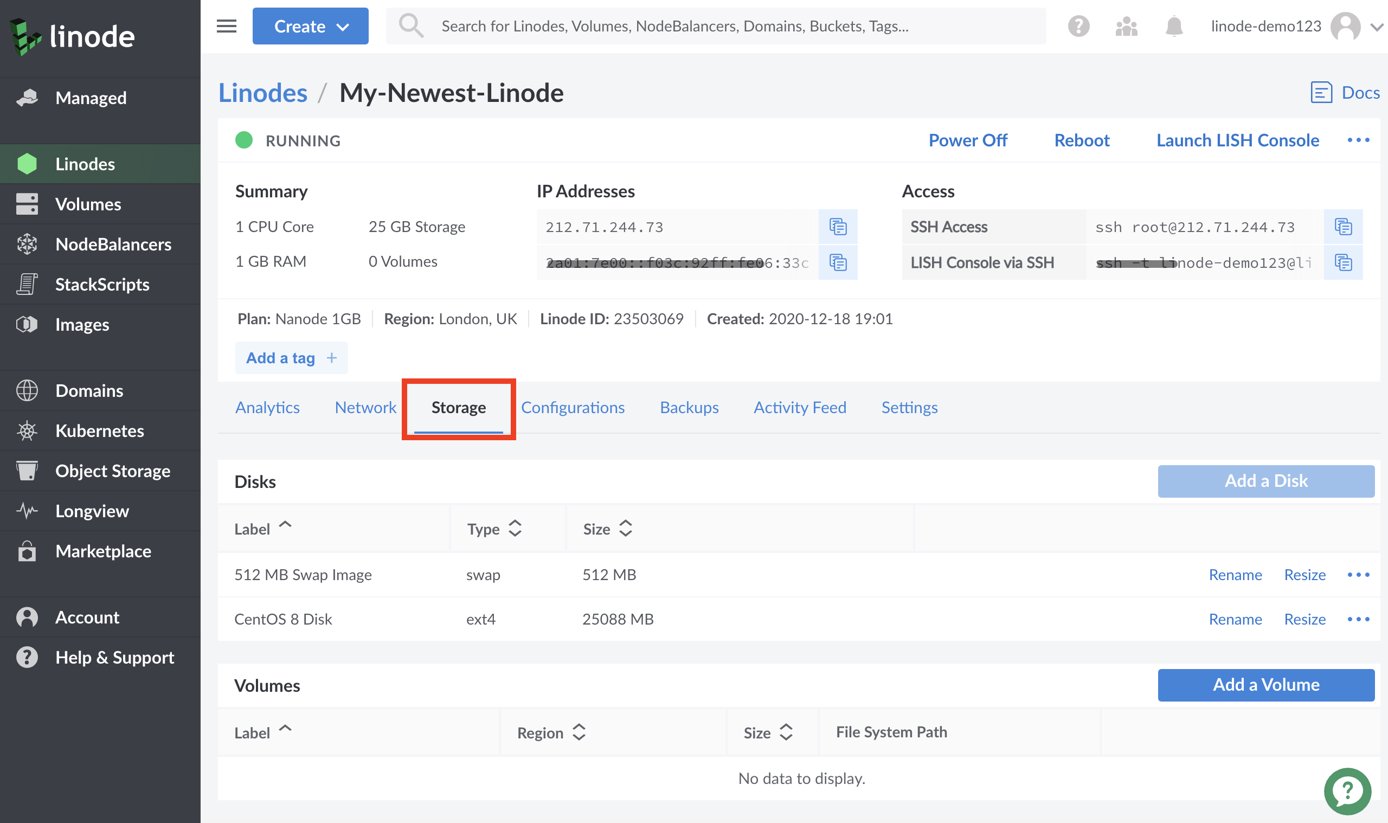 linode
Create
Search for Linodes, Volumes, NodeBalancers, Domains, Buckets, Tags...
linode-demo123
Managed
Linodes
Volumes
NodeBalancers
StackScripts
Images
Domains
Kubernetes
Object Storage
Longview
Marketplace
Account
Help & Support
Linodes / My-Newest-Linode
Docs
RUNNING
Power Off Reboot Launch LISH Console
Summary
1 CPU Core 25 GB Storage
1 GB RAM 0 Volumes
IP Addresses
212.71.244.73
2a01:7e00::f03c:92ff:fe06:33c
Access
SSH Access ssh root@212.71.244.73
LISH Console via SSH ssh -t linode-demo123@li
Plan: Nanode 1GB Region: London, UK Linode ID: 23503069 Created: 2020-12-18 19:01
Add a tag +
Analytics Network Storage Configurations Backups Activity Feed Settings
Disks Add a Disk
Label Type Size
512 MB Swap Image swap 512 MB Rename Resize
CentOS 8 Disk ext4 25088 MB Rename Resize
Volumes Add a Volume
Label Region Size File System Path
No data to display.